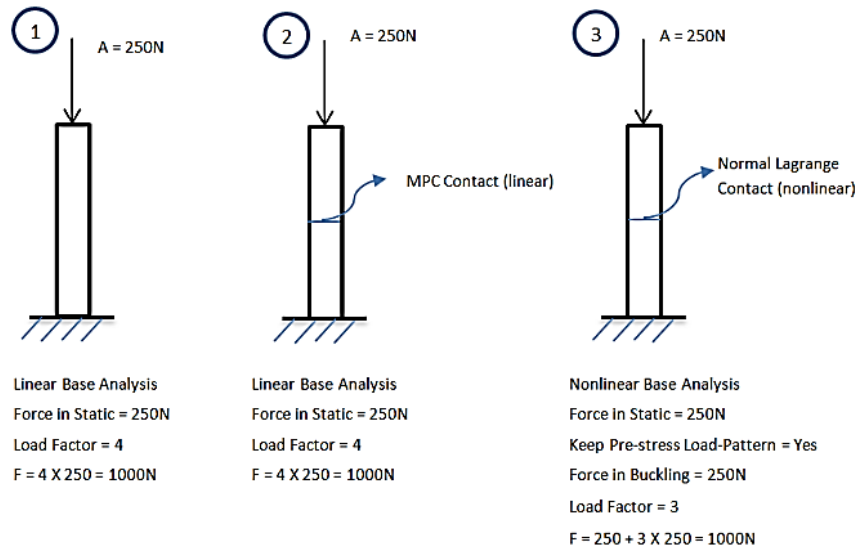 1
A = 250N
2
A = 250N
3
A = 250N
MPC Contact (linear)
Normal Lagrange
Contact (nonlinear)
Linear Base Analysis
Force in Static = 250N
Load Factor = 4
F = 4 X 250 = 1000N
Linear Base Analysis
Force in Static = 250N
Load Factor = 4
F = 4 X 250 = 1000N
Nonlinear Base Analysis
Force in Static = 250N
Keep Pre-stress Load-Pattern = Yes
Force in Buckling = 250N
Load Factor = 3
F = 250 + 3 X 250 = 1000N